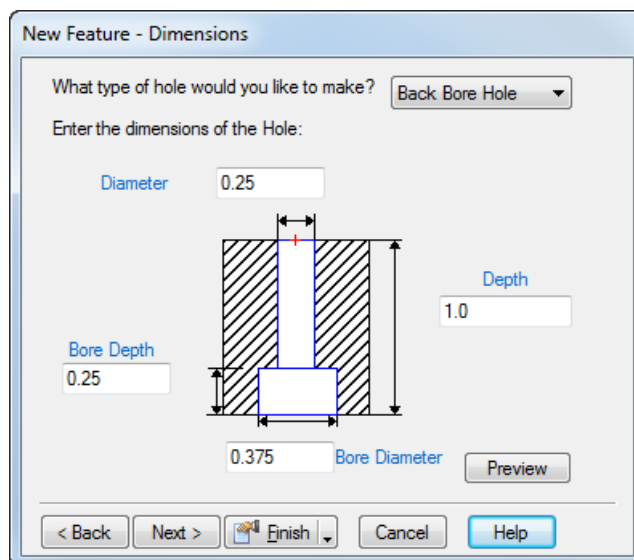 New Feature - Dimensions
What type of hole would you like to make? Back Bore Hole
Enter the dimensions of the Hole:
Diameter 0.25
Depth
1.0
Bore Depth
0.25
0.375 Bore Diameter Preview
< Back Next > Finish Cancel Help